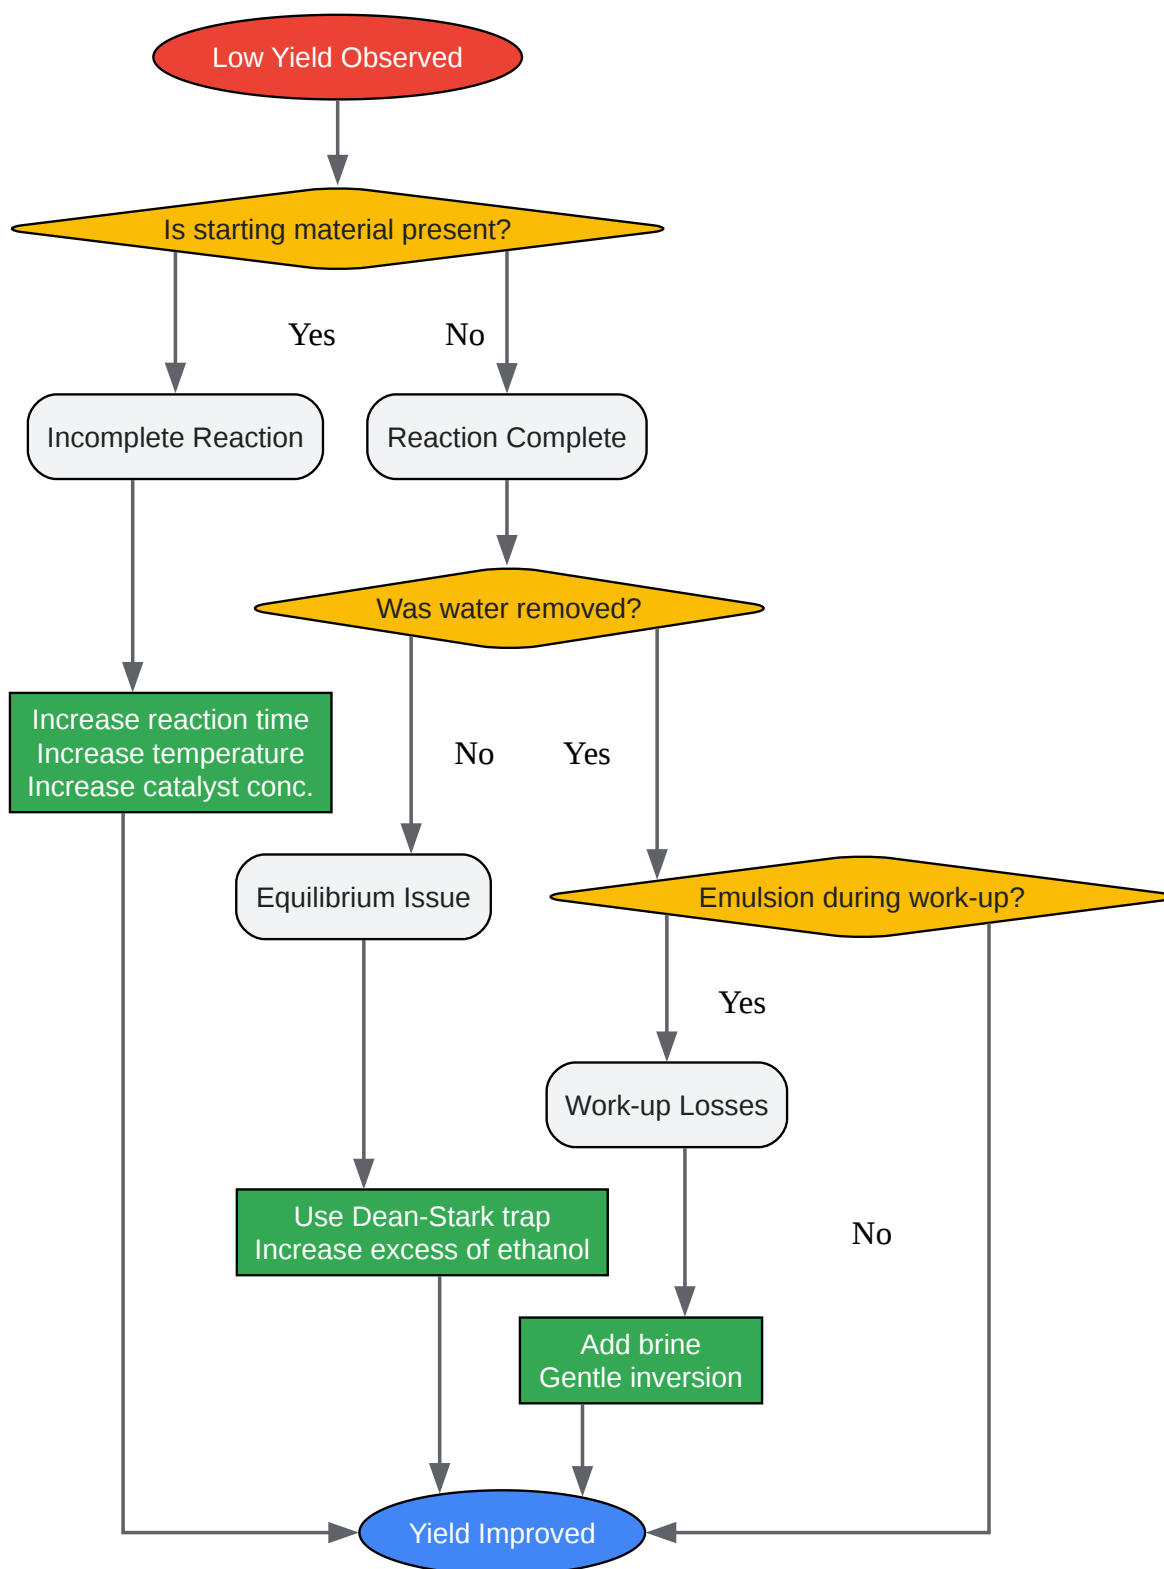 Low Yield Observed
Is starting material present?
Yes
No
Incomplete Reaction
Reaction Complete
Was water removed?
Increase reaction time
Increase temperature
Increase catalyst conc.
No
Yes
Equilibrium Issue
Emulsion during work-up?
Yes
Work-up Losses
Use Dean-Stark trap
Increase excess of ethanol
No
Add brine
Gentle inversion
Yield Improved